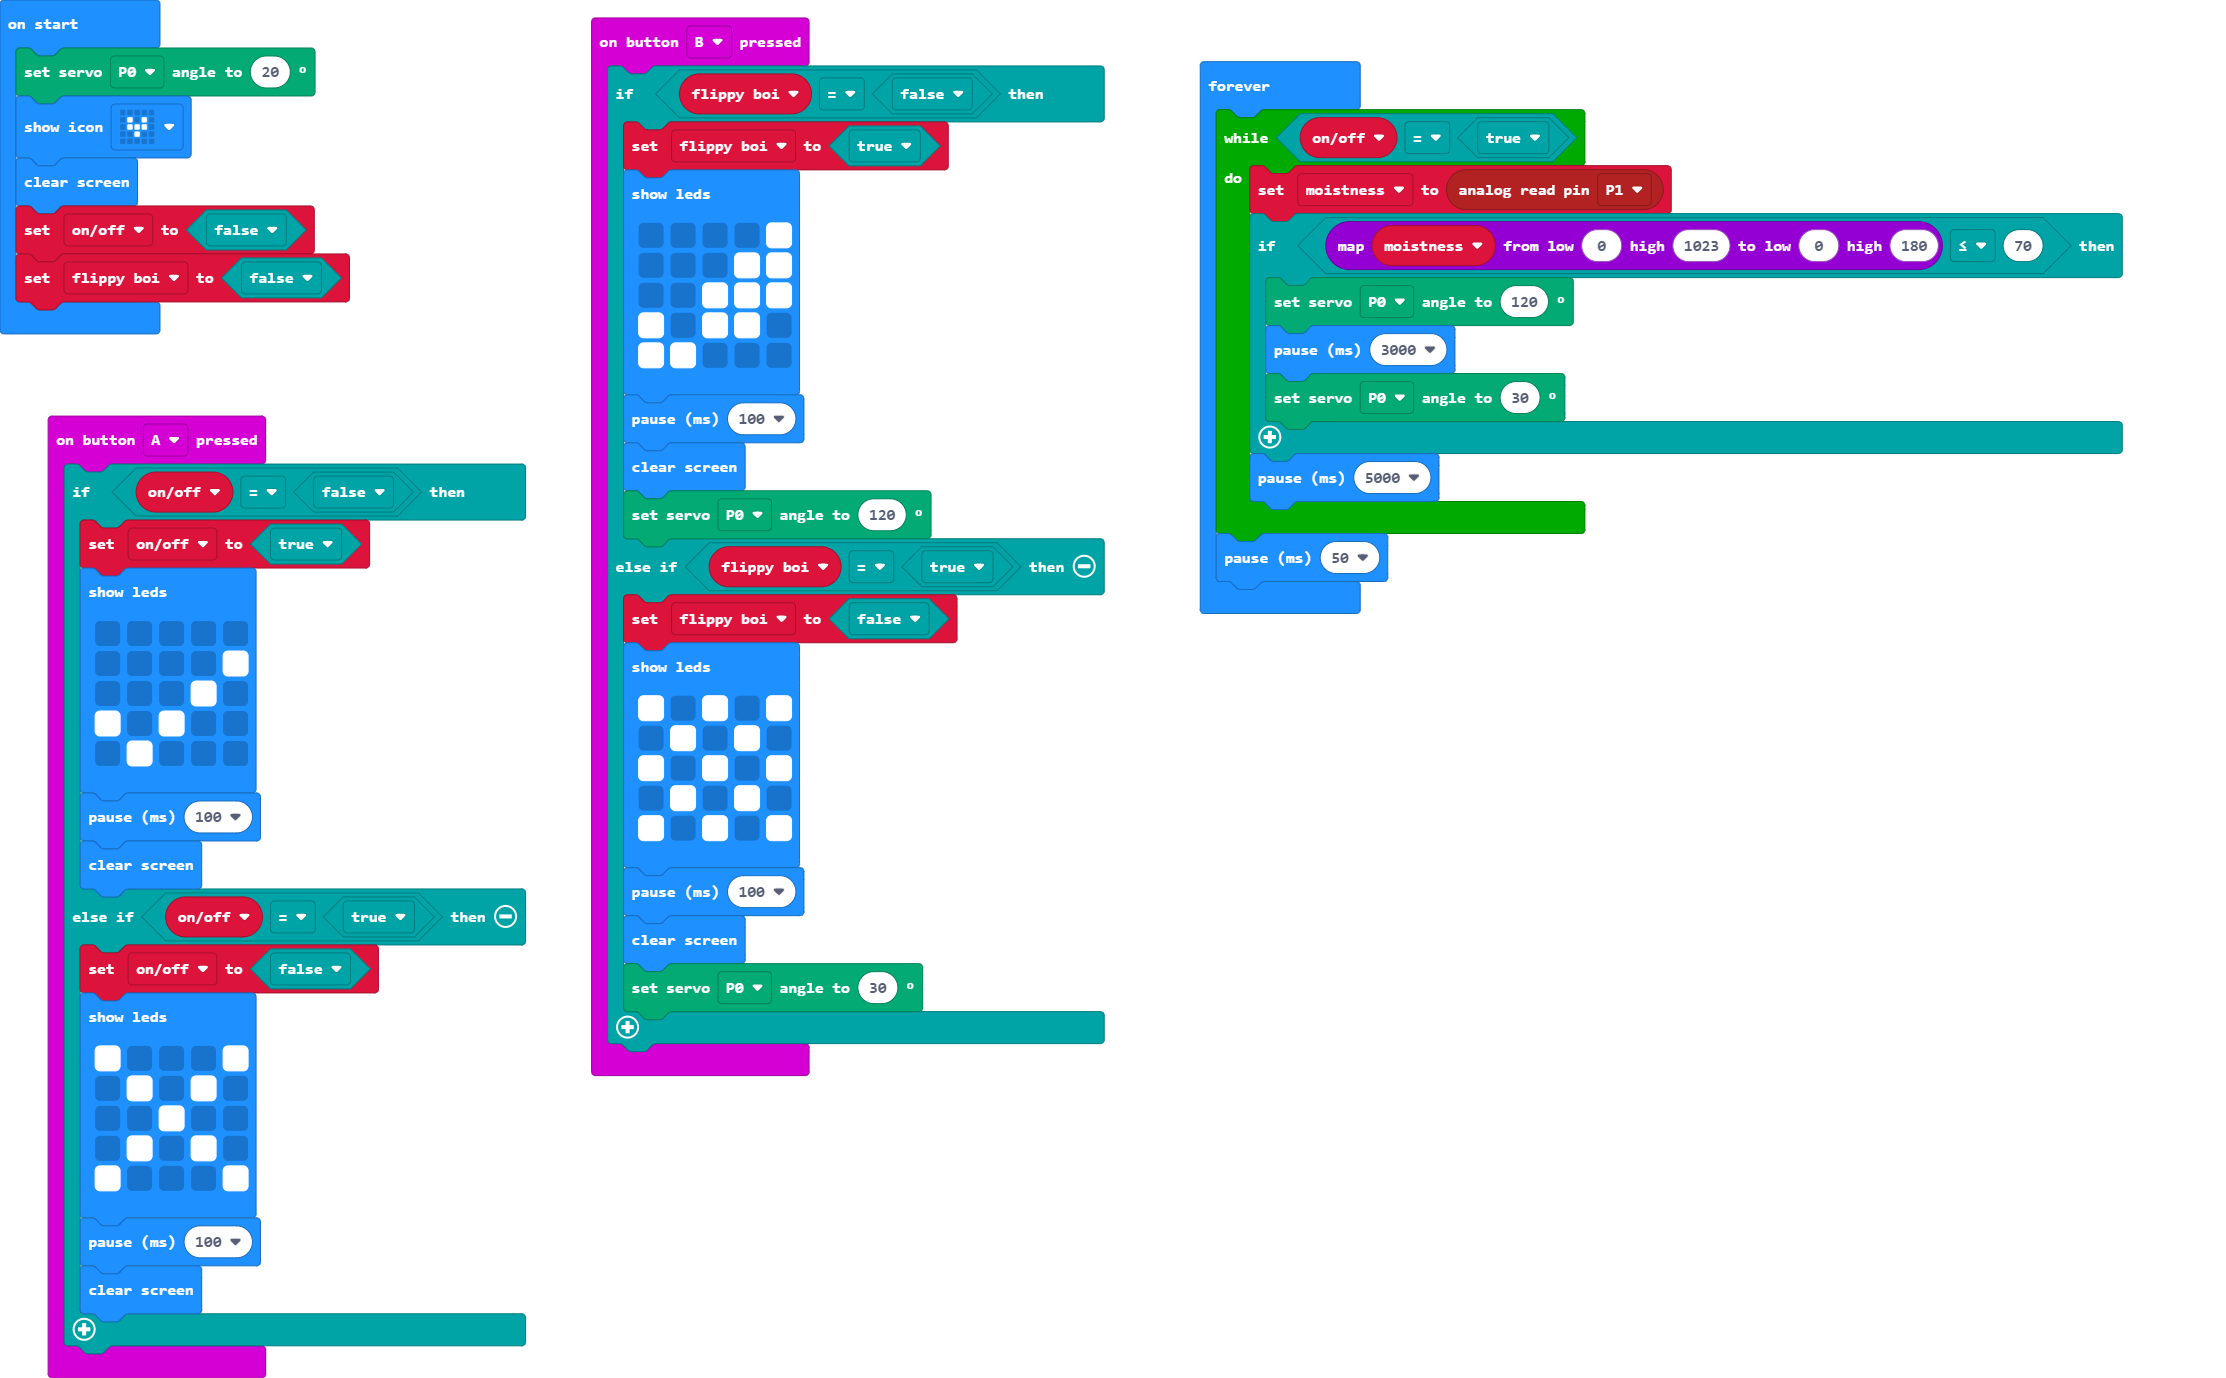 on start
set servo P0 angle to 20 °
show icon
clear screen
set on/off to false
set flippy boi to false
on button A pressed
if on/off = false then
set on/off to true
show leds
pause (ms) 100
clear screen
else if on/off = true then
set on/off to false
show leds
pause (ms) 100
clear screen
on button B pressed
if flippy boi = false then
set flippy boi to true
show leds
pause (ms) 100
clear screen
set servo P0 angle to 120 °
else if flippy boi = true then
set flippy boi to false
show leds
pause (ms) 100
clear screen
set servo P0 angle to 30 °
forever
while on/off = true
do set moistness to analog read pin P1
if map moistness from low 0 high 1023 to low 0 high 180 ≤ 70 then
set servo P0 angle to 120 °
pause (ms) 3000
set servo P0 angle to 30 °
pause (ms) 5000
pause (ms) 50